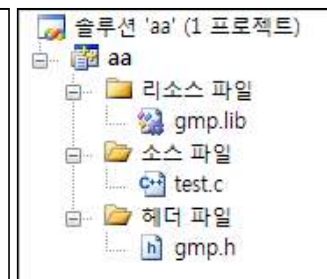 솔루션 'aa' (1 프로젝트)
aa
리소스 파일
gmp.lib
소스 파일
test.c
헤더 파일
gmp.h